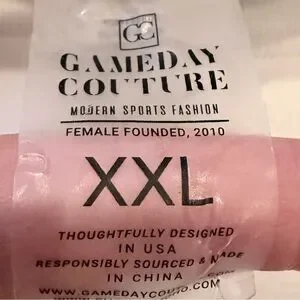 GC
GAMEDAY
COUTURE
MODERN SPORTS FASHION
FEMALE FOUNDED, 2010
XXL
THOUGHTFULLY DESIGNED
IN USA
RESPONSIBLY SOURCED & MADE
IN CHINA